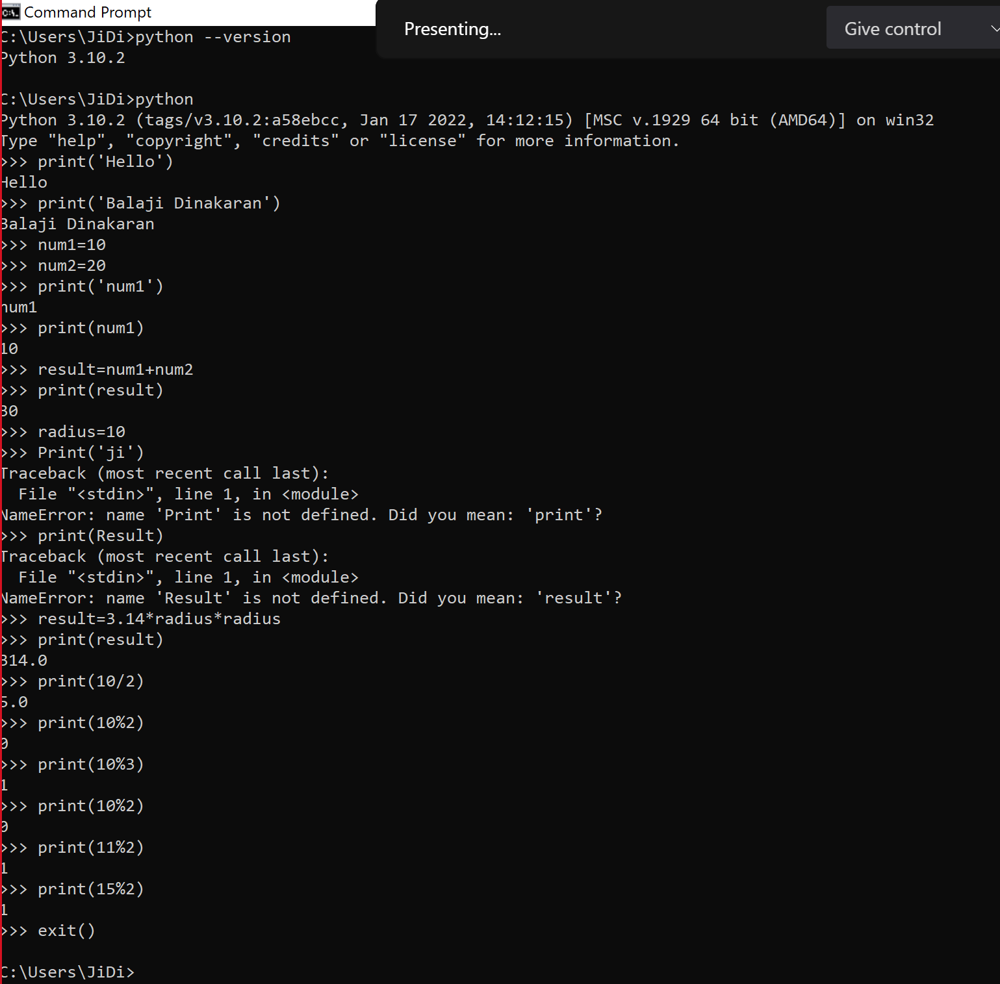 Command Prompt
Presenting...
Give control
C:\Users\JiDi>python --version
Python 3.10.2
C:\Users\JiDi>python
Python 3.10.2 (tags/v3.10.2:a58ebcc, Jan 17 2022, 14:12:15) [MSC v.1929 64 bit (AMD64)] on win32
Type "help", "copyright", "credits" or "license" for more information.
>>> print('Hello')
Hello
>>> print('Balaji Dinakaran')
Balaji Dinakaran
>>> num1=10
>>> num2=20
>>> print('num1')
num1
>>> print(num1)
10
>>> result=num1+num2
>>> print(result)
30
>>> radius=10
>>> Print('ji')
Traceback (most recent call last):
  File "<stdin>", line 1, in <module>
NameError: name 'Print' is not defined. Did you mean: 'print'?
>>> print(Result)
Traceback (most recent call last):
  File "<stdin>", line 1, in <module>
NameError: name 'Result' is not defined. Did you mean: 'result'?
>>> result=3.14*radius*radius
>>> print(result)
314.0
>>> print(10/2)
5.0
>>> print(10%2)
0
>>> print(10%3)
1
>>> print(10%2)
0
>>> print(11%2)
1
>>> print(15%2)
1
>>> exit()
C:\Users\JiDi>